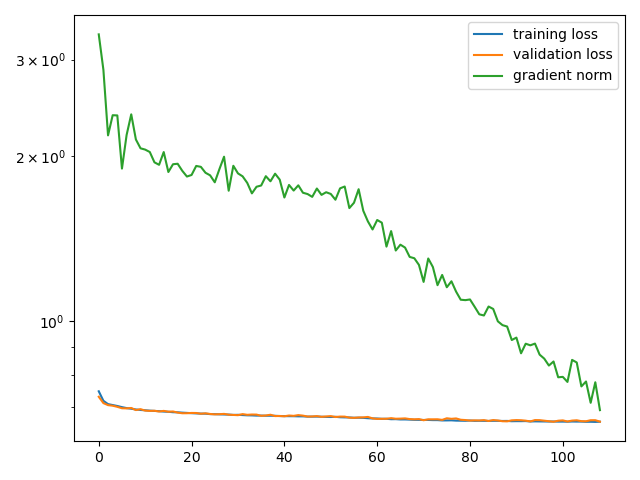 training loss
validation loss
gradient norm
3 × 10⁰
2 × 10⁰
10⁰
0 20 40 60 80 100